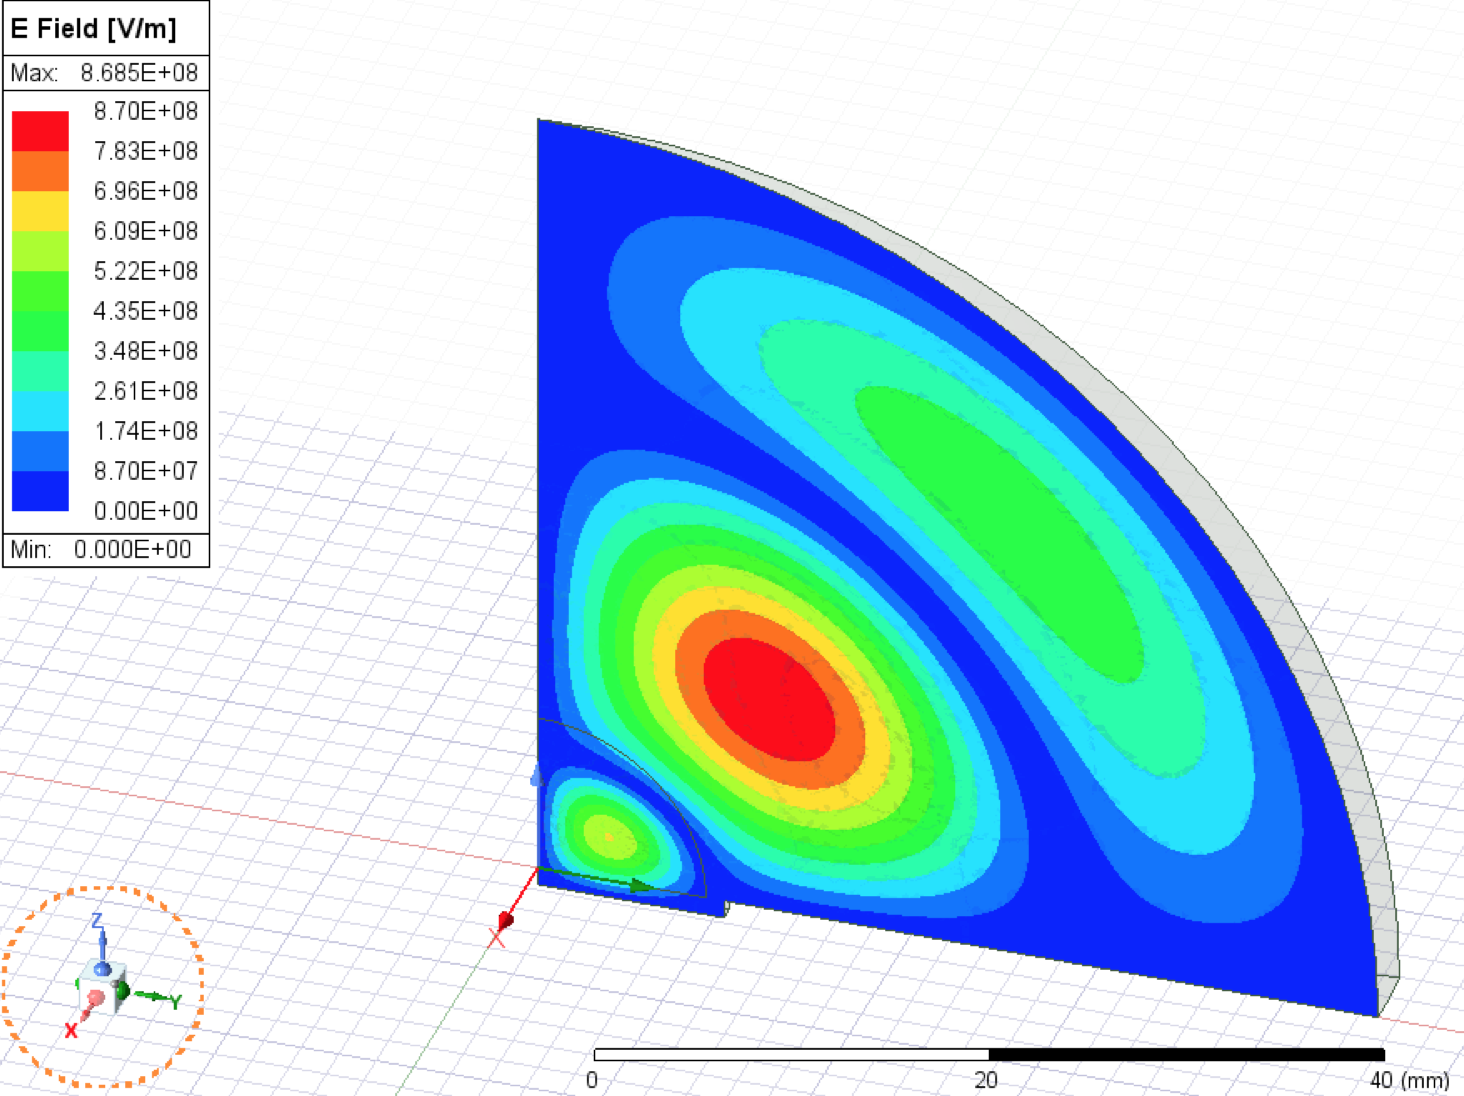 E Field [V/m]
Max: 8.685E+08
8.70E+08
7.83E+08
6.96E+08
6.09E+08
5.22E+08
4.35E+08
3.48E+08
2.61E+08
1.74E+08
8.70E+07
0.00E+00
Min: 0.000E+00
X
Z
Y
X
0 20 40 (mm)